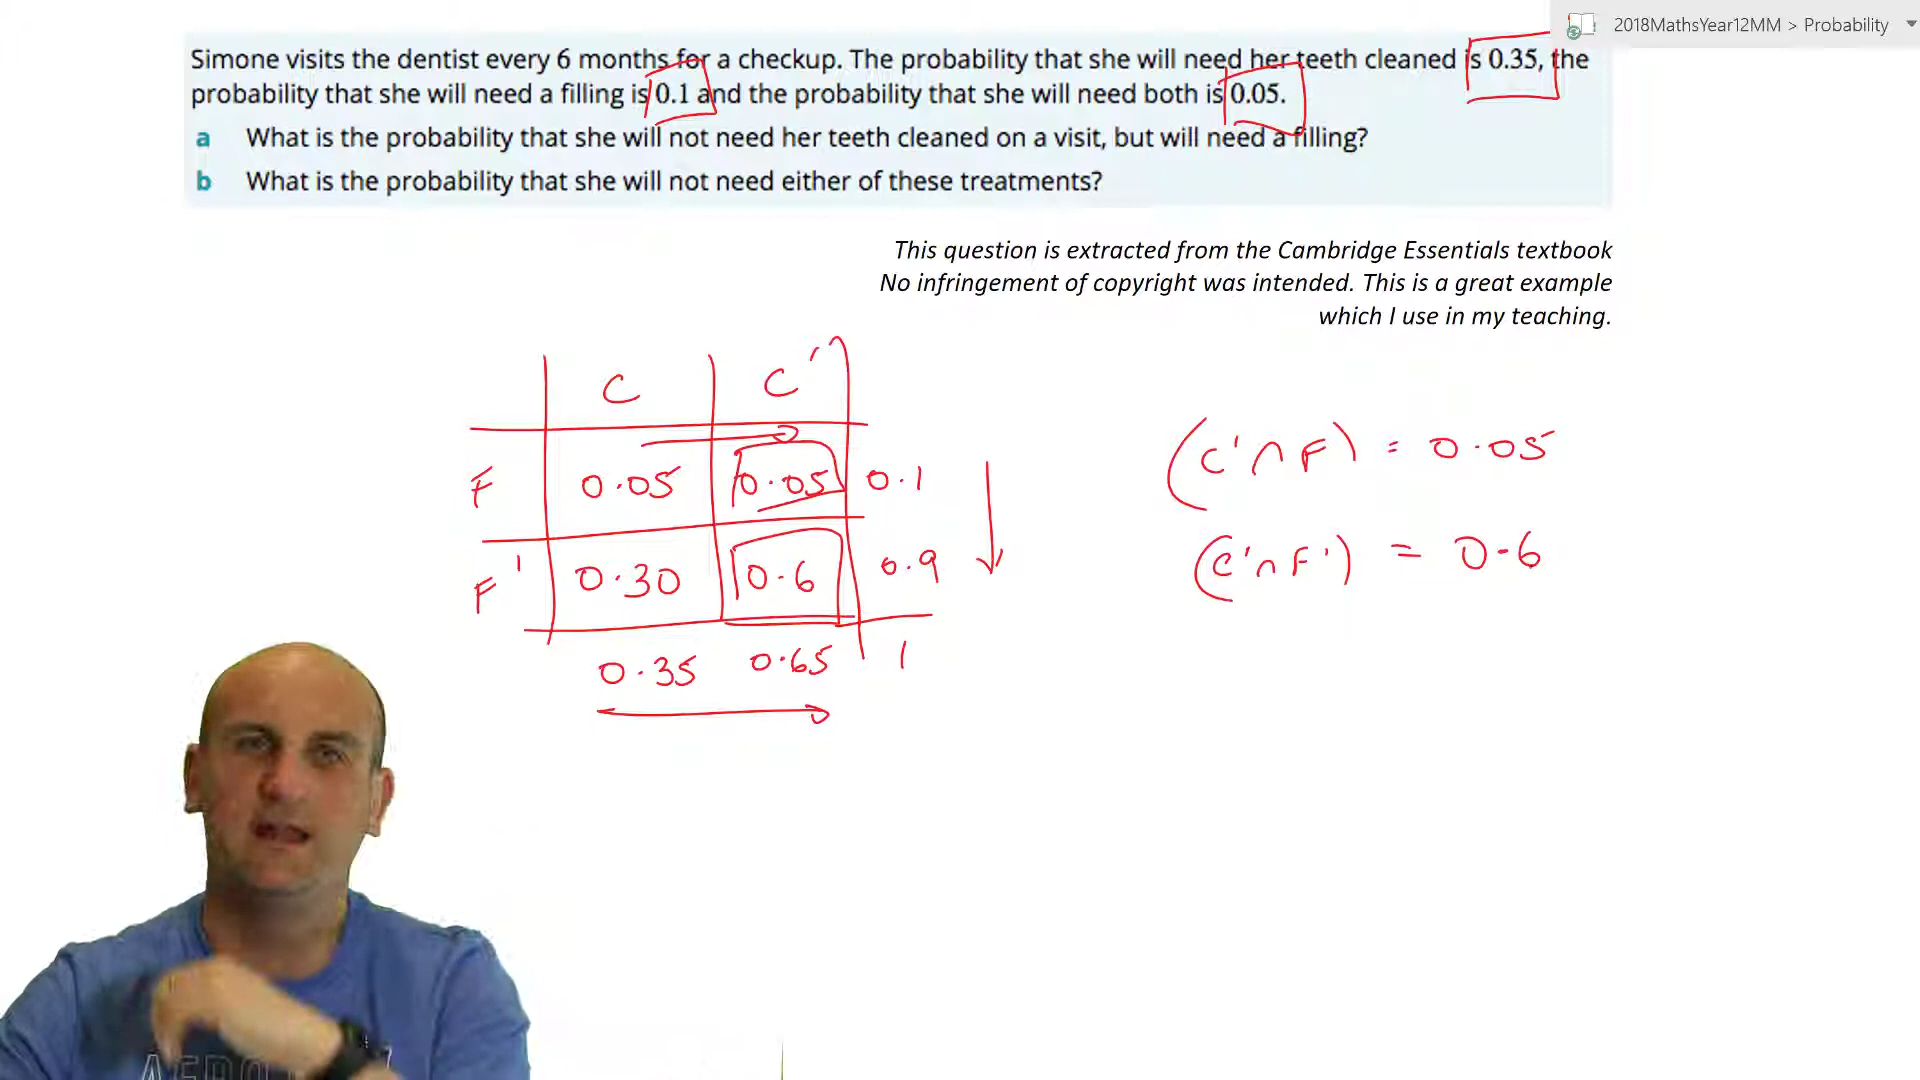 2018MathsYear12MM > Probability
Simone visits the dentist every 6 months for a checkup. The probability that she will need her teeth cleaned is 0.35, the
probability that she will need a filling is 0.1 and the probability that she will need both is 0.05.
a What is the probability that she will not need her teeth cleaned on a visit, but will need a filling?
b What is the probability that she will not need either of these treatments?
This question is extracted from the Cambridge Essentials textbook
No infringement of copyright was intended. This is a great example
which I use in my teaching.
C C'
F 0.05 0.05 0.1
F' 0.30 0.6 0.9
0.35 0.65 1
(C'∩F) = 0.05
(C'∩F') = 0.6